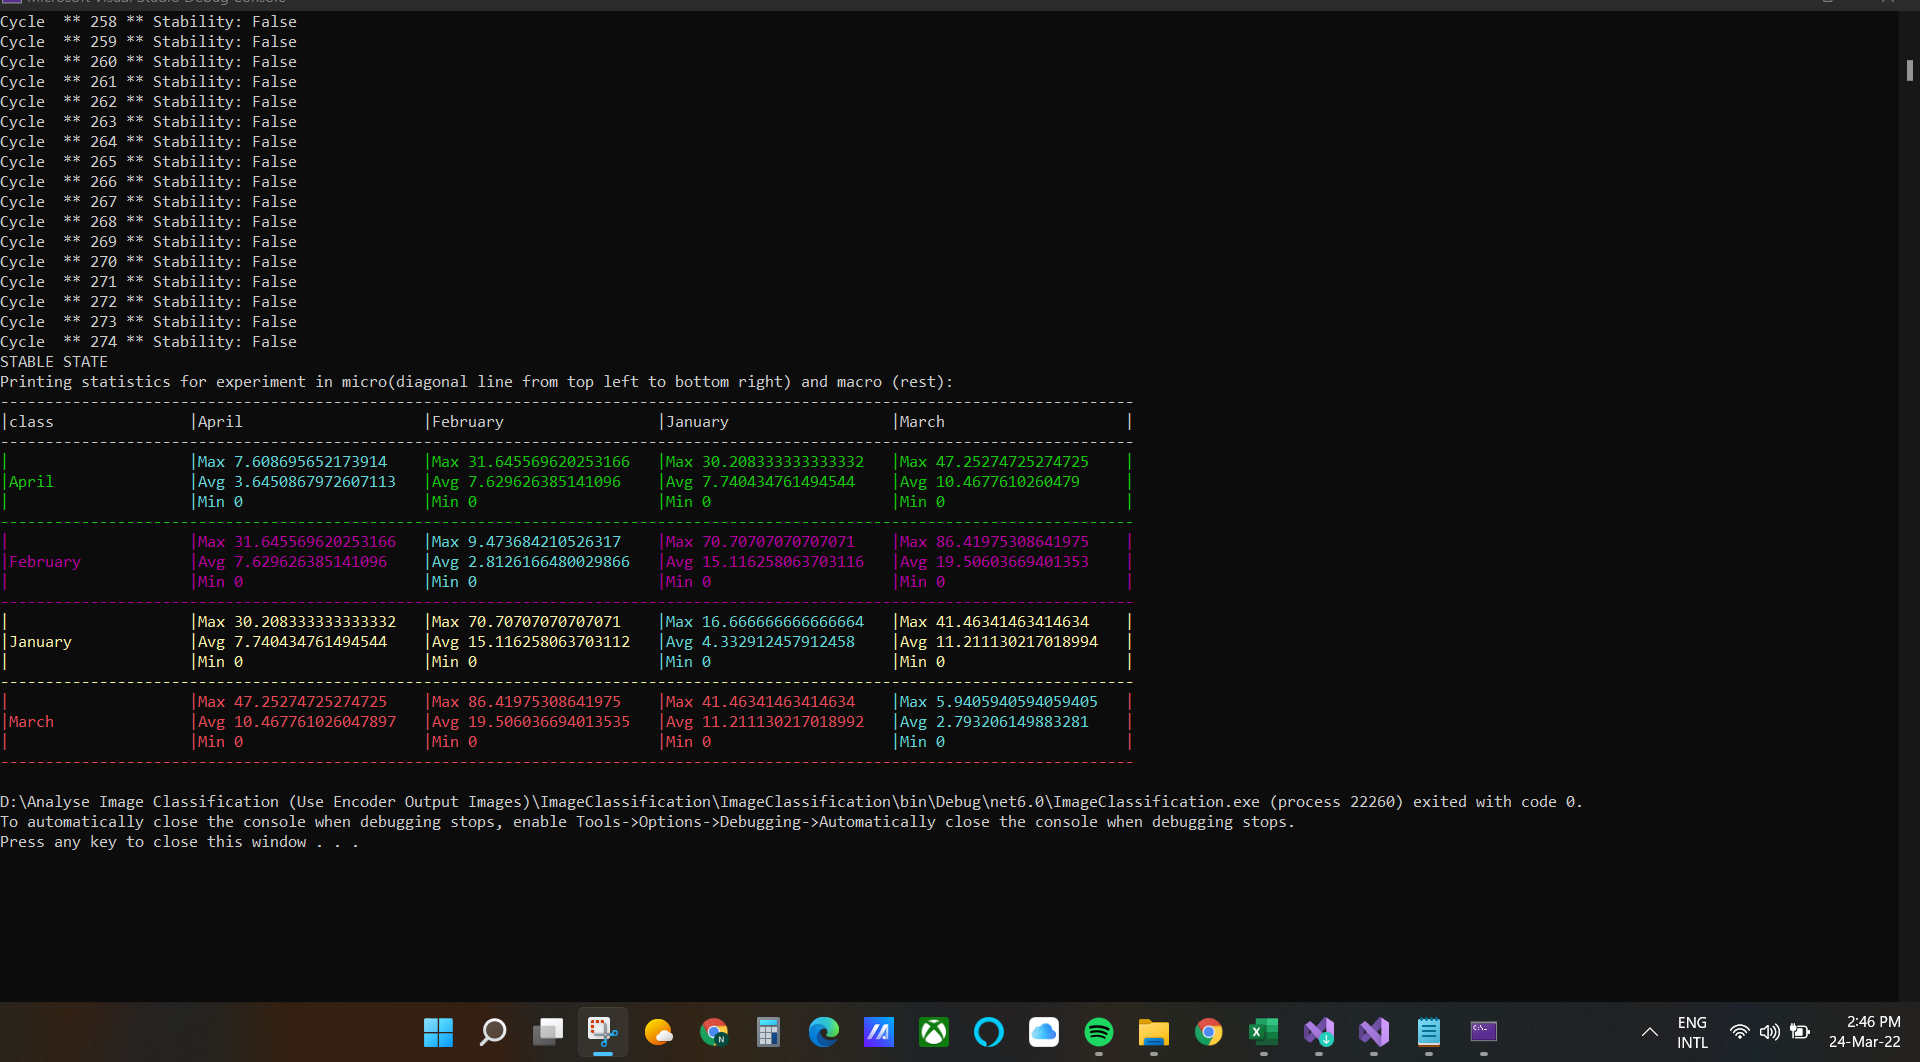 Microsoft Visual Studio Debug Console
Cycle  ** 258 ** Stability: False
Cycle  ** 259 ** Stability: False
Cycle  ** 260 ** Stability: False
Cycle  ** 261 ** Stability: False
Cycle  ** 262 ** Stability: False
Cycle  ** 263 ** Stability: False
Cycle  ** 264 ** Stability: False
Cycle  ** 265 ** Stability: False
Cycle  ** 266 ** Stability: False
Cycle  ** 267 ** Stability: False
Cycle  ** 268 ** Stability: False
Cycle  ** 269 ** Stability: False
Cycle  ** 270 ** Stability: False
Cycle  ** 271 ** Stability: False
Cycle  ** 272 ** Stability: False
Cycle  ** 273 ** Stability: False
Cycle  ** 274 ** Stability: False
STABLE STATE
Printing statistics for experiment in micro(diagonal line from top left to bottom right) and macro (rest):
|class |April |February |January |March |
| |Max 7.608695652173914 |Max 31.645569620253166 |Max 30.208333333333332 |Max 47.25274725274725 |
|April |Avg 3.6450867972607113 |Avg 7.629626385141096 |Avg 7.740434761494544 |Avg 10.4677610260479 |
| |Min 0 |Min 0 |Min 0 |Min 0 |
| |Max 31.645569620253166 |Max 9.473684210526317 |Max 70.70707070707071 |Max 86.41975308641975 |
|February |Avg 7.629626385141096 |Avg 2.8126166480029866 |Avg 15.116258063703116 |Avg 19.50603669401353 |
| |Min 0 |Min 0 |Min 0 |Min 0 |
| |Max 30.208333333333332 |Max 70.70707070707071 |Max 16.666666666666664 |Max 41.46341463414634 |
|January |Avg 7.740434761494544 |Avg 15.116258063703112 |Avg 4.332912457912458 |Avg 11.211130217018994 |
| |Min 0 |Min 0 |Min 0 |Min 0 |
| |Max 47.25274725274725 |Max 86.41975308641975 |Max 41.46341463414634 |Max 5.9405940594059405 |
|March |Avg 10.467761026047897 |Avg 19.506036694013535 |Avg 11.211130217018992 |Avg 2.793206149883281 |
| |Min 0 |Min 0 |Min 0 |Min 0 |
D:\Analyse Image Classification (Use Encoder Output Images)\ImageClassification\ImageClassification\bin\Debug\net6.0\ImageClassification.exe (process 22260) exited with code 0.
To automatically close the console when debugging stops, enable Tools->Options->Debugging->Automatically close the console when debugging stops.
Press any key to close this window . . .
ENG
INTL
2:46 PM
24-Mar-22